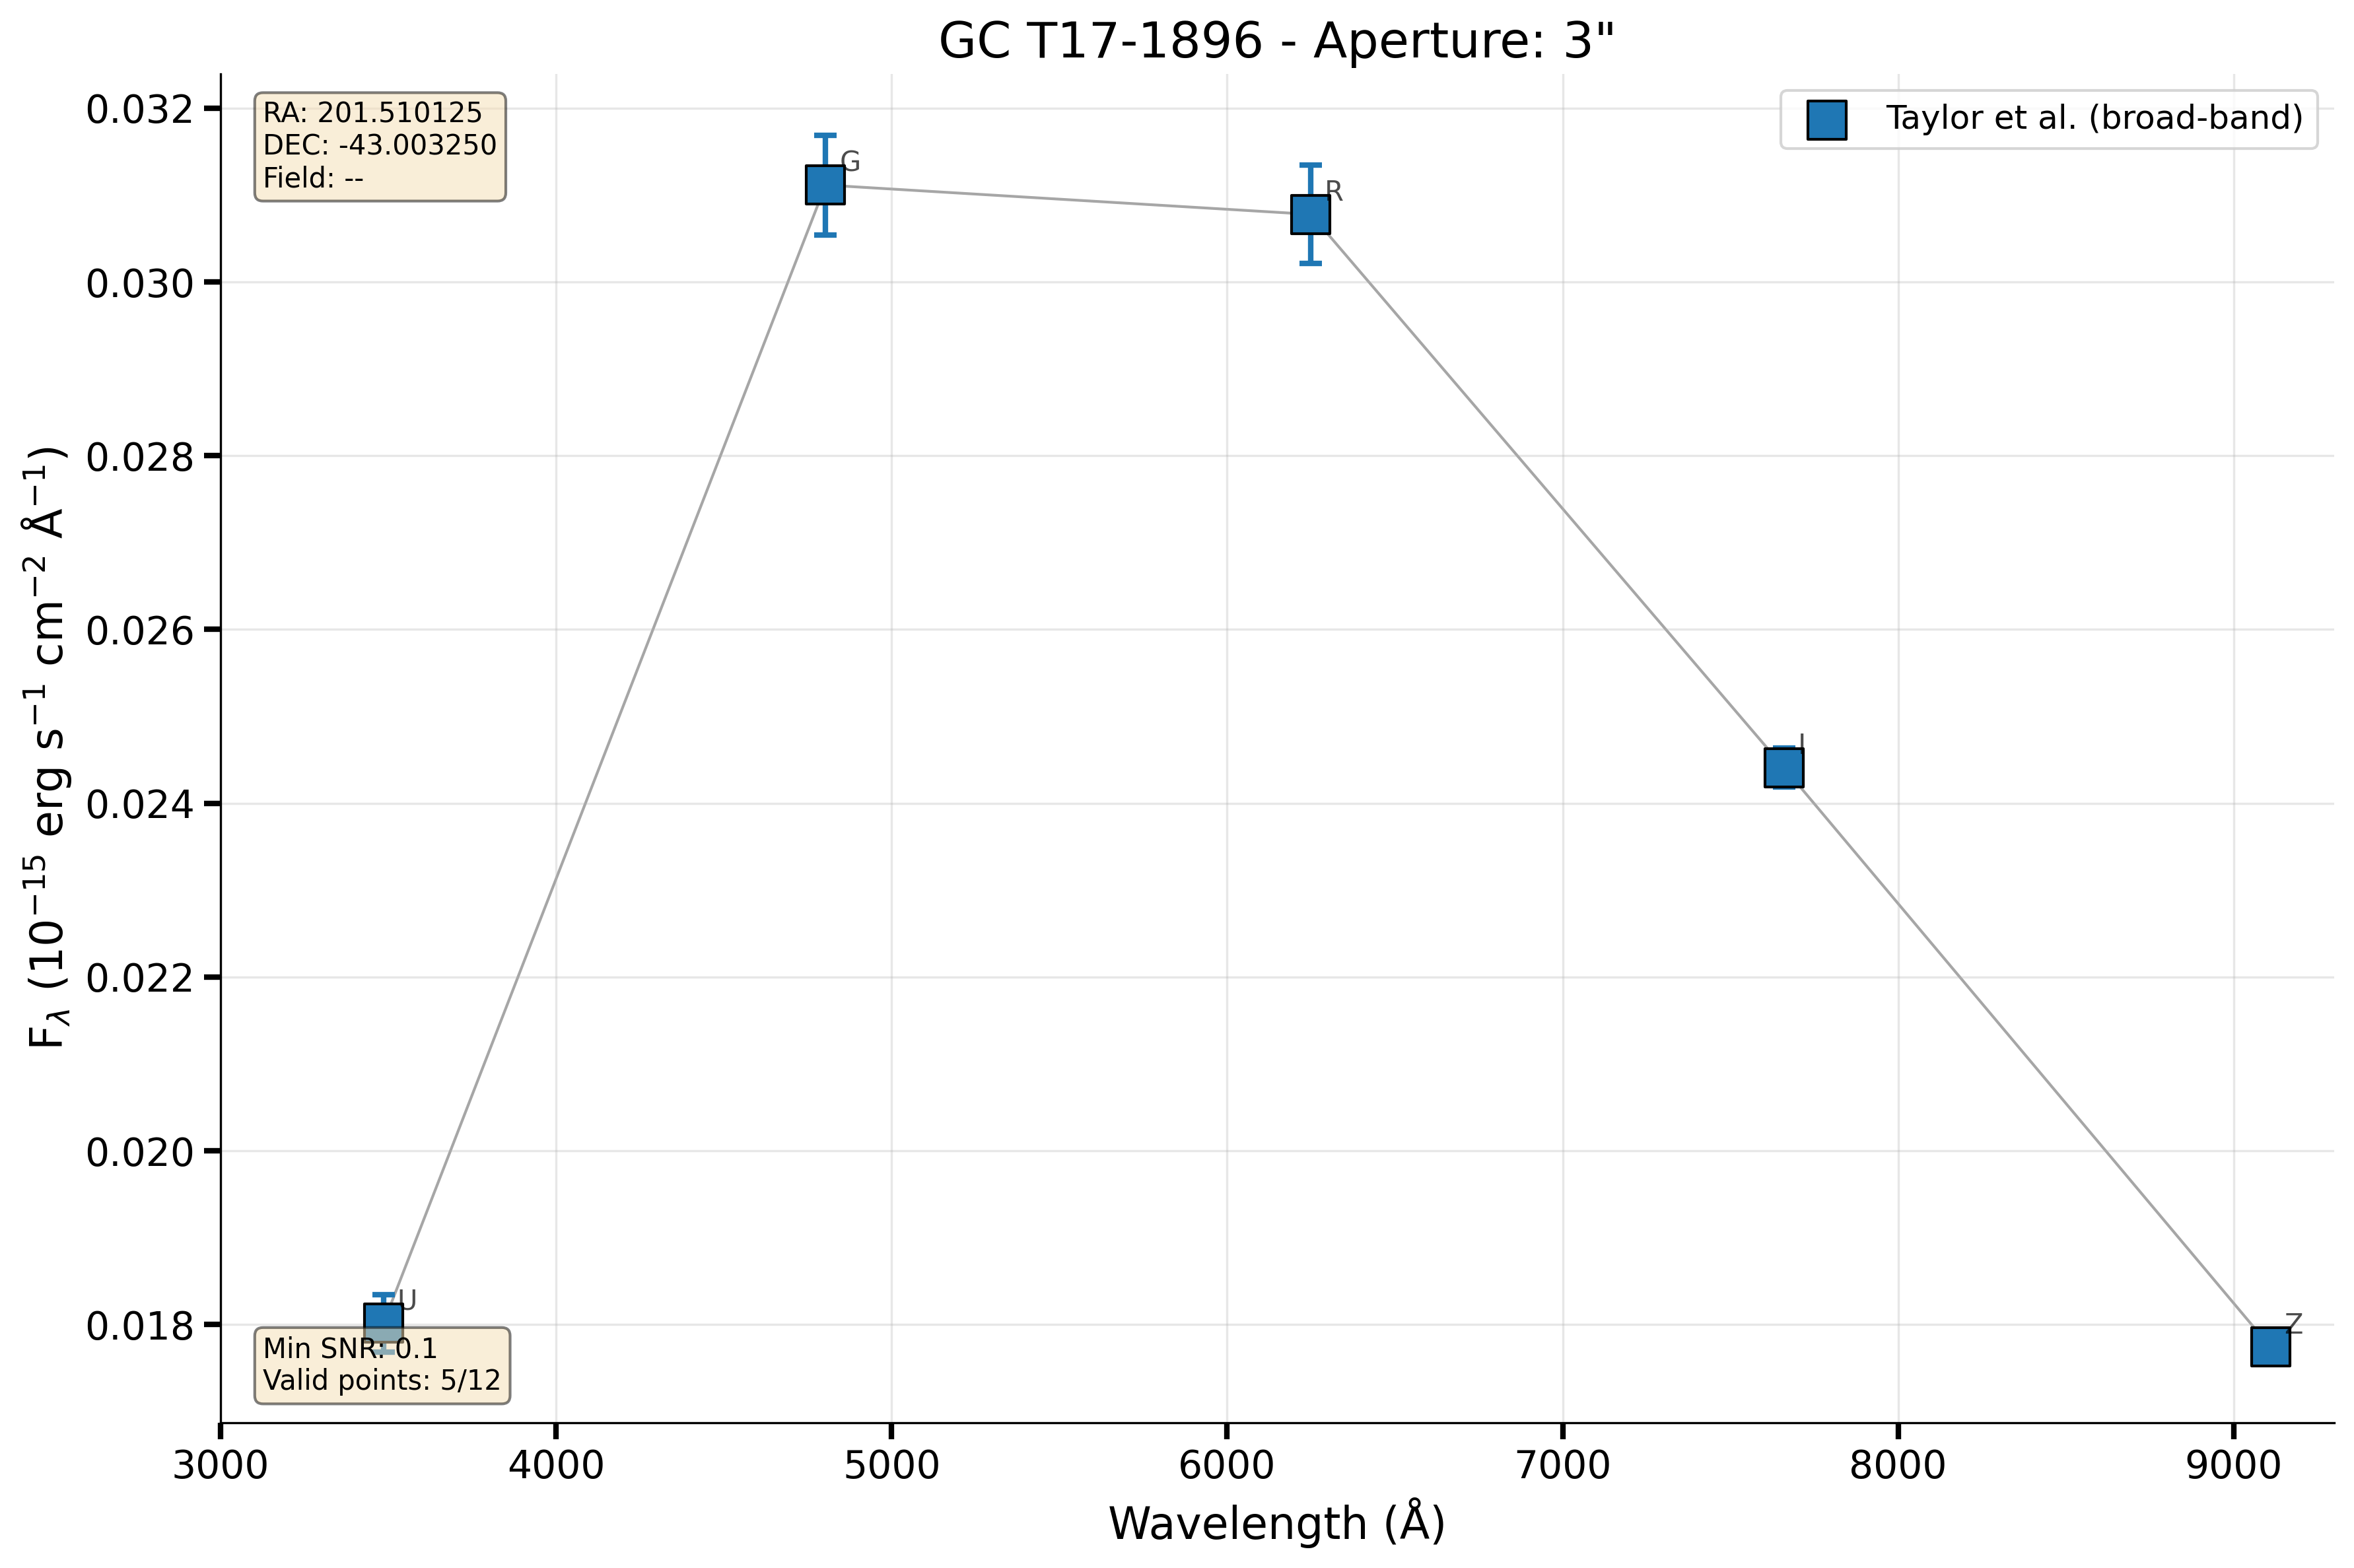 GC T17-1896 - Aperture: 3"
RA: 201.510125
DEC: -43.003250
Field: --
Taylor et al. (broad-band)
G
R
I
U
Z
Min SNR: 0.1
Valid points: 5/12
0.032
0.030
0.028
0.026
0.024
0.022
0.020
0.018
F_λ (10⁻¹⁵ erg s⁻¹ cm⁻² Å⁻¹)
3000 4000 5000 6000 7000 8000 9000
Wavelength (Å)